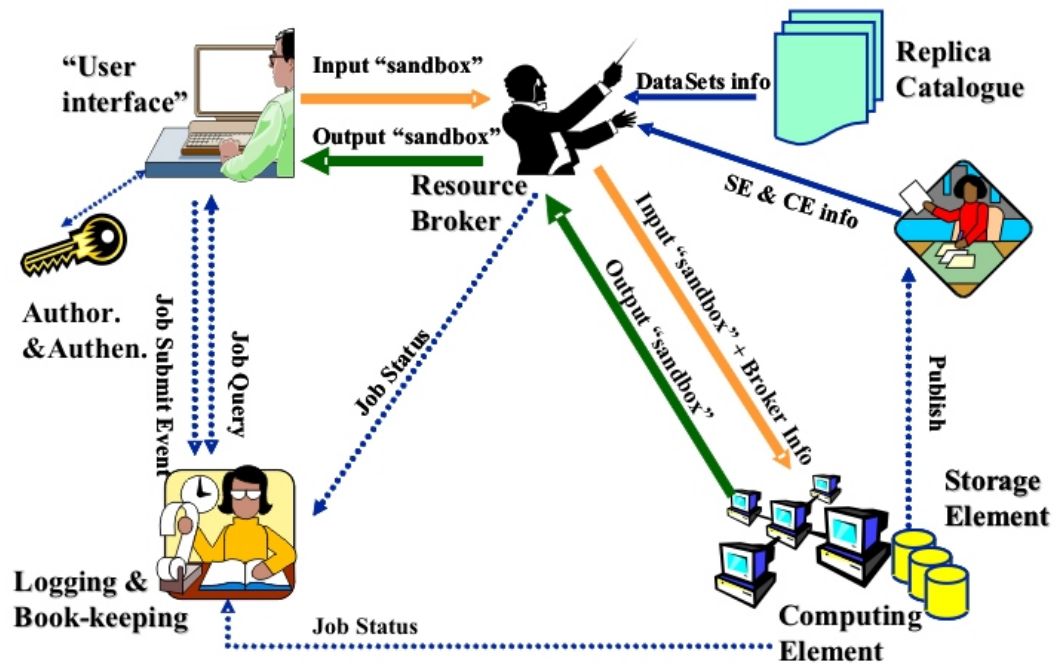 “User
interface”
Input “sandbox”
Output “sandbox”
Resource
Broker
DataSets info
Replica
Catalogue
SE & CE info
Author.
&Authen.
Job Submit Event
Job Query
Job Status
Input “sandbox” + Broker Info
Output “sandbox”
Publish
Storage
Element
Logging &
Book-keeping
Job Status
Computing
Element